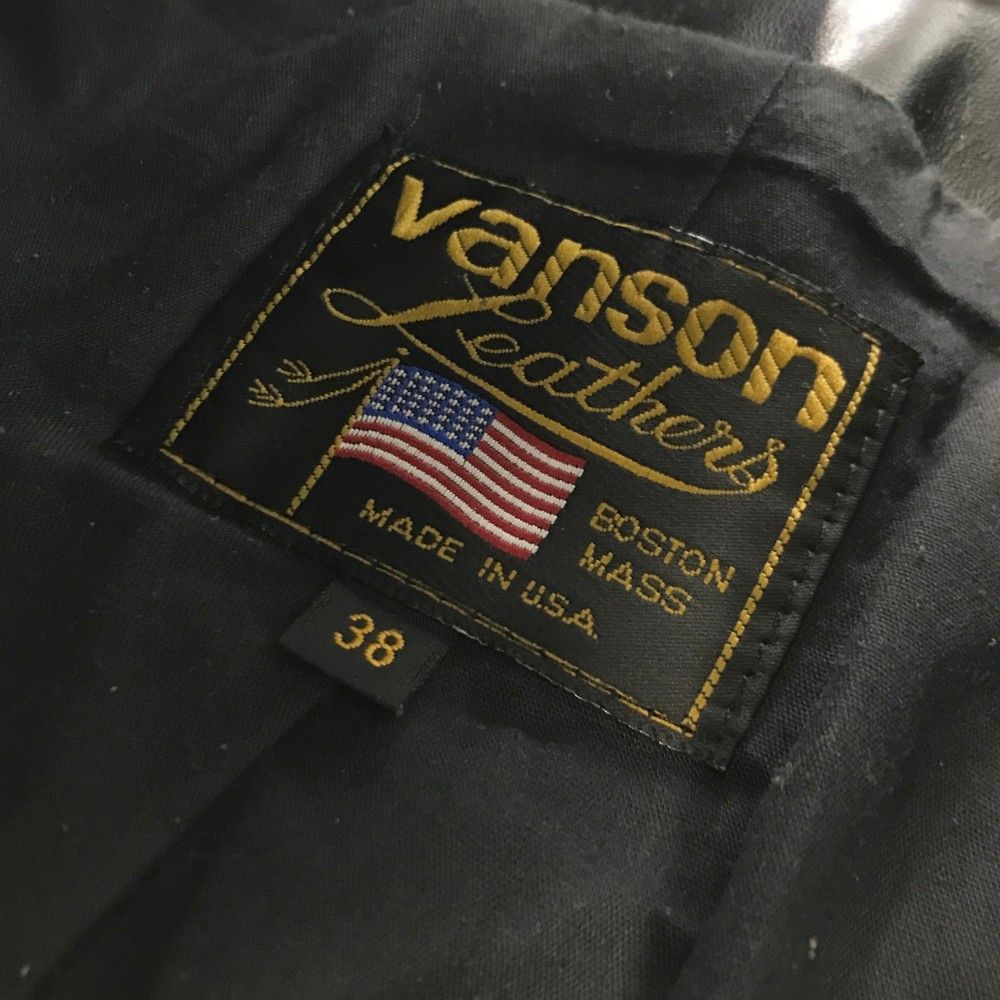 vanson
Leathers
BOSTON
MASS
MADE IN U.S.A.
38